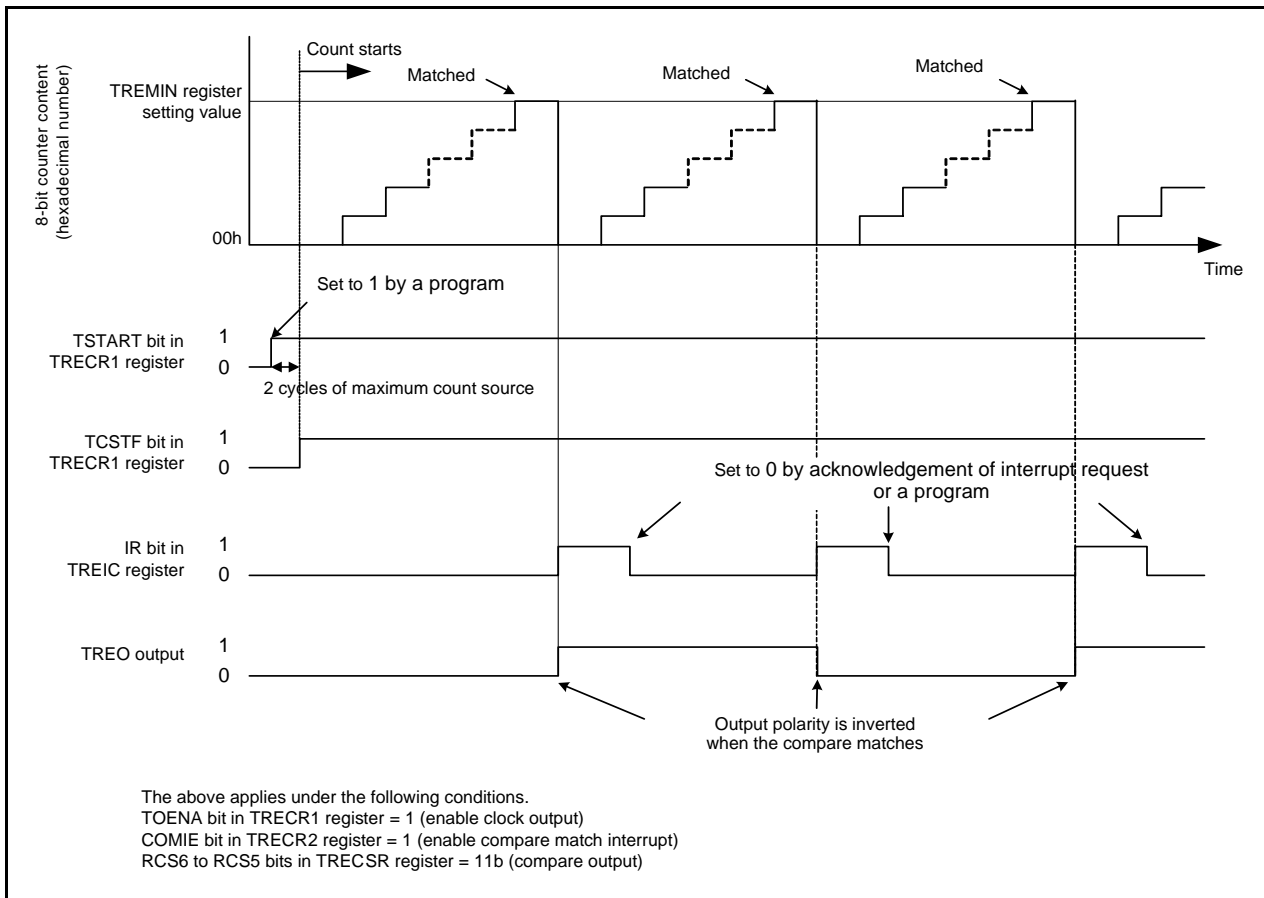 Count starts
8-bit counter content
(hexadecimal number)
TREMIN register
setting value
Matched
Matched
Matched
00h
Time
Set to 1 by a program
TSTART bit in
TRECR1 register
1
0
2 cycles of maximum count source
TCSTF bit in
TRECR1 register
1
0
Set to 0 by acknowledgement of interrupt request
or a program
IR bit in
TREIC register
1
0
TREO output
1
0
Output polarity is inverted
when the compare matches
The above applies under the following conditions.
TOENA bit in TRECR1 register = 1 (enable clock output)
COMIE bit in TRECR2 register = 1 (enable compare match interrupt)
RCS6 to RCS5 bits in TRECSR register = 11b (compare output)